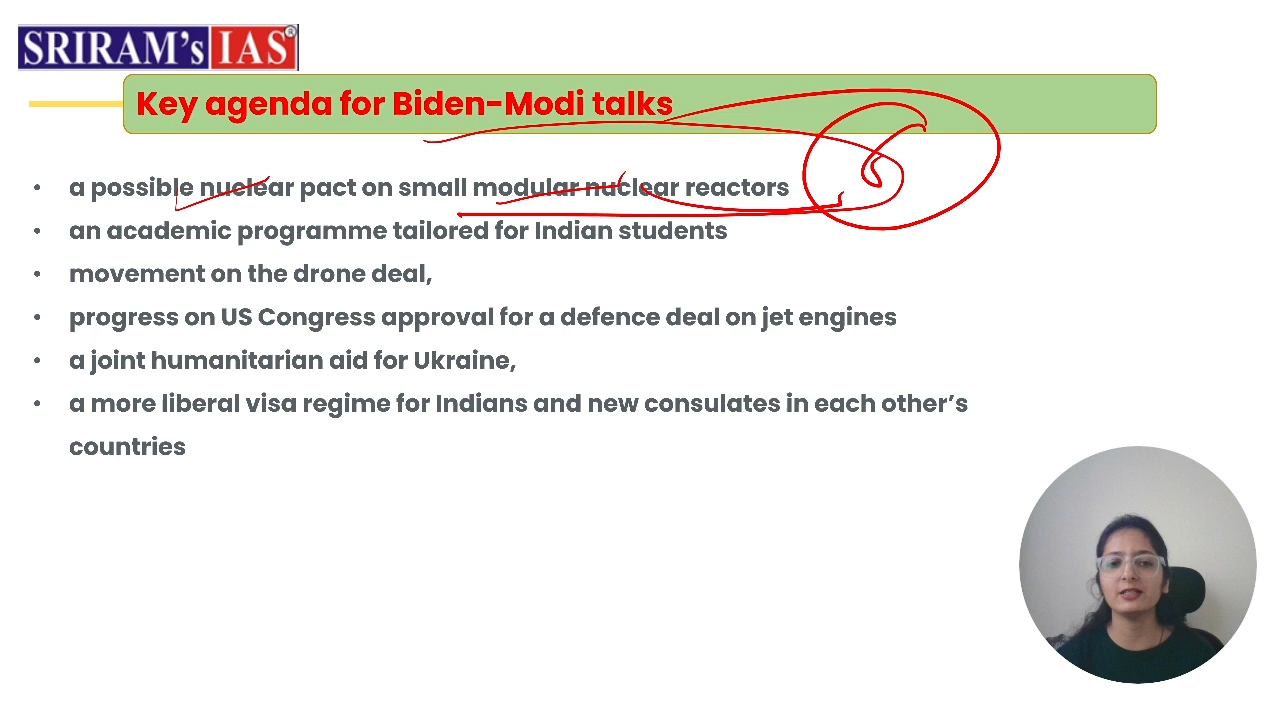 SRIRAM's IAS®
Key agenda for Biden-Modi talks
• a possible nuclear pact on small modular nuclear reactors
• an academic programme tailored for Indian students
• movement on the drone deal,
• progress on US Congress approval for a defence deal on jet engines
• a joint humanitarian aid for Ukraine,
• a more liberal visa regime for Indians and new consulates in each other's
countries